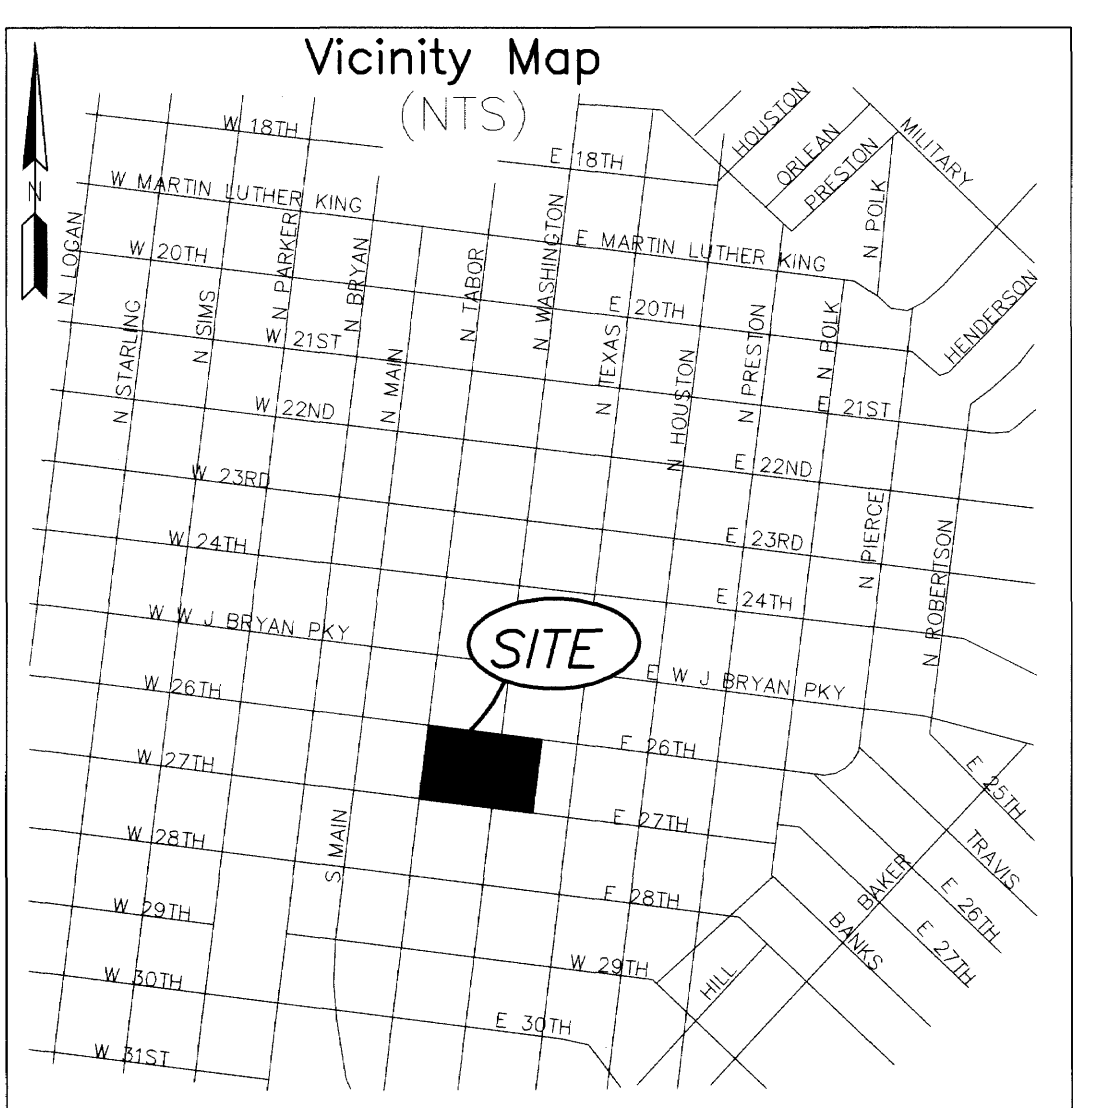 Vicinity Map
(NTS)
N
W 18TH
E 18TH
HOUSTON
ORLEAN
PRESTON
MILITARY
W MARTIN LUTHER KING
E MARTIN LUTHER KING
N POLK
N LOGAN
W 20TH
N PARKER
N BRYAN
N TABOR
N WASHINGTON
E 20TH
HENDERSON
N STARLING
N SIMS
W 21ST
N MAIN
N TEXAS
N HOUSTON
N PRESTON
N POLK
E 21ST
W 22ND
E 22ND
W 23RD
E 23RD
N PIERCE
N ROBERTSON
W 24TH
E 24TH
W W J BRYAN PKY
SITE
E W J BRYAN PKY
W 26TH
E 26TH
W 27TH
E 27TH
E 25TH
TRAVIS
S MAIN
W 28TH
E 28TH
BAKER
E 26TH
W 29TH
BANKS
E 27TH
W 29TH
HILL
W 30TH
E 30TH
W 31ST